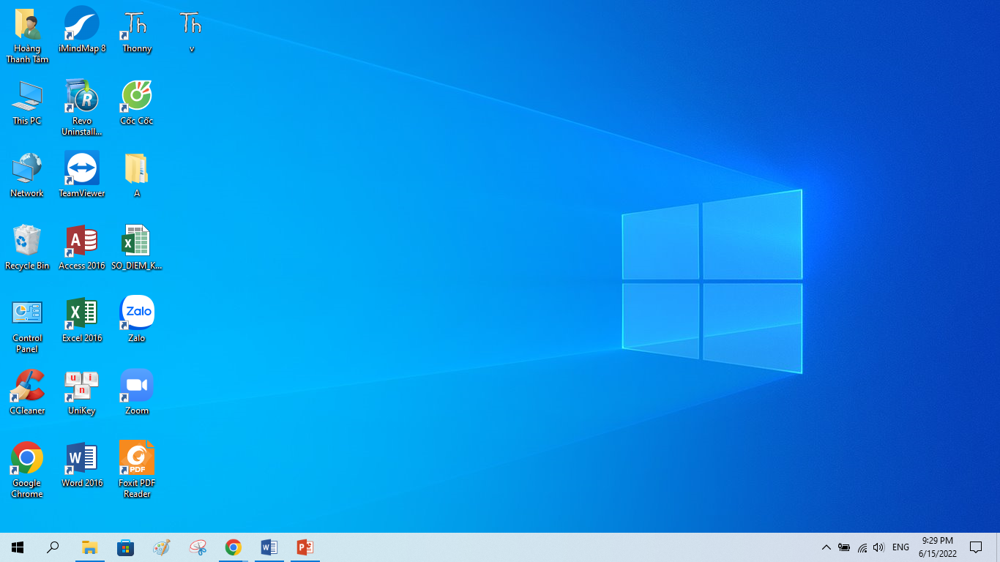 Hoàng
Thanh Tâm
iMindMap 8
Thonny
v
This PC
Revo
Uninstall...
Cốc Cốc
Network
TeamViewer
A
Recycle Bin
Access 2016
SO_DIEM_K...
Control
Panel
Excel 2016
Zalo
Zalo
CCleaner
UniKey
Zoom
Google
Chrome
Word 2016
PDF
Foxit PDF
Reader
ENG
9:29 PM
6/15/2022